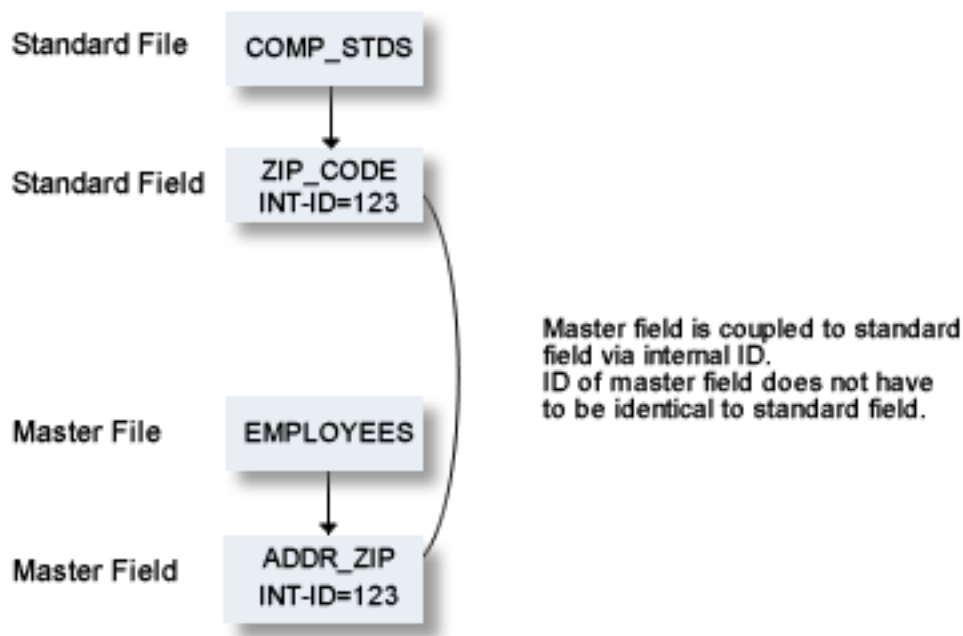 Standard File
COMP_STDS
Standard Field
ZIP_CODE
INT-ID=123
Master field is coupled to standard
field via internal ID.
ID of master field does not have
to be identical to standard field.
Master File
EMPLOYEES
Master Field
ADDR_ZIP
INT-ID=123